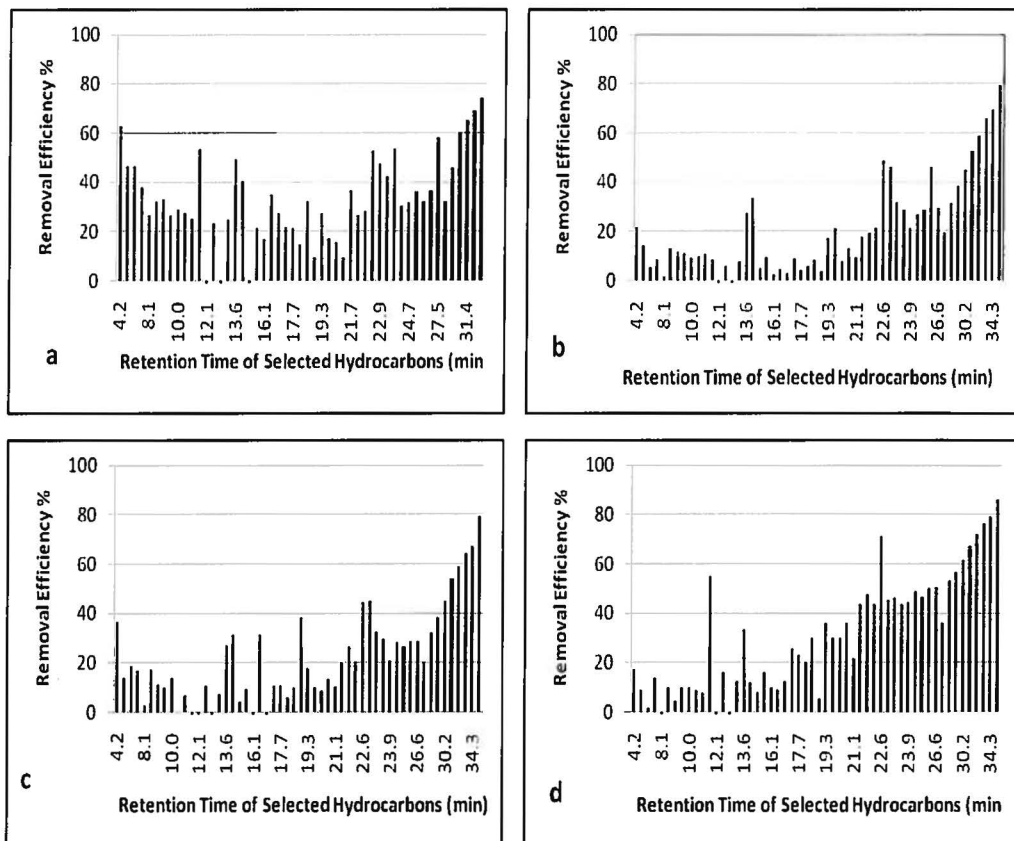 100
80
60
40
20
0
Removal Efficiency %
4.2 8.1 10.0 12.1 13.6 16.1 17.7 19.3 21.7 22.9 24.7 27.5 31.4
a
Retention Time of Selected Hydrocarbons (min
100
80
60
40
20
0
Removal Efficiency %
4.2 8.1 10.0 12.1 13.6 16.1 17.7 19.3 21.1 22.6 23.9 26.6 30.2 34.3
b
Retention Time of Selected Hydrocarbons (min)
100
80
60
40
20
0
Removal Efficiency %
4.2 8.1 10.0 12.1 13.6 16.1 17.7 19.3 21.1 22.6 23.9 26.6 30.2 34.3
c
Retention Time of Selected Hydrocarbons (min)
100
80
60
40
20
0
Removal Efficiency %
4.2 8.1 10.0 12.1 13.6 16.1 17.7 19.3 21.1 22.6 23.9 26.6 30.2 34.3
d
Retention Time of Selected Hydrocarbons (min